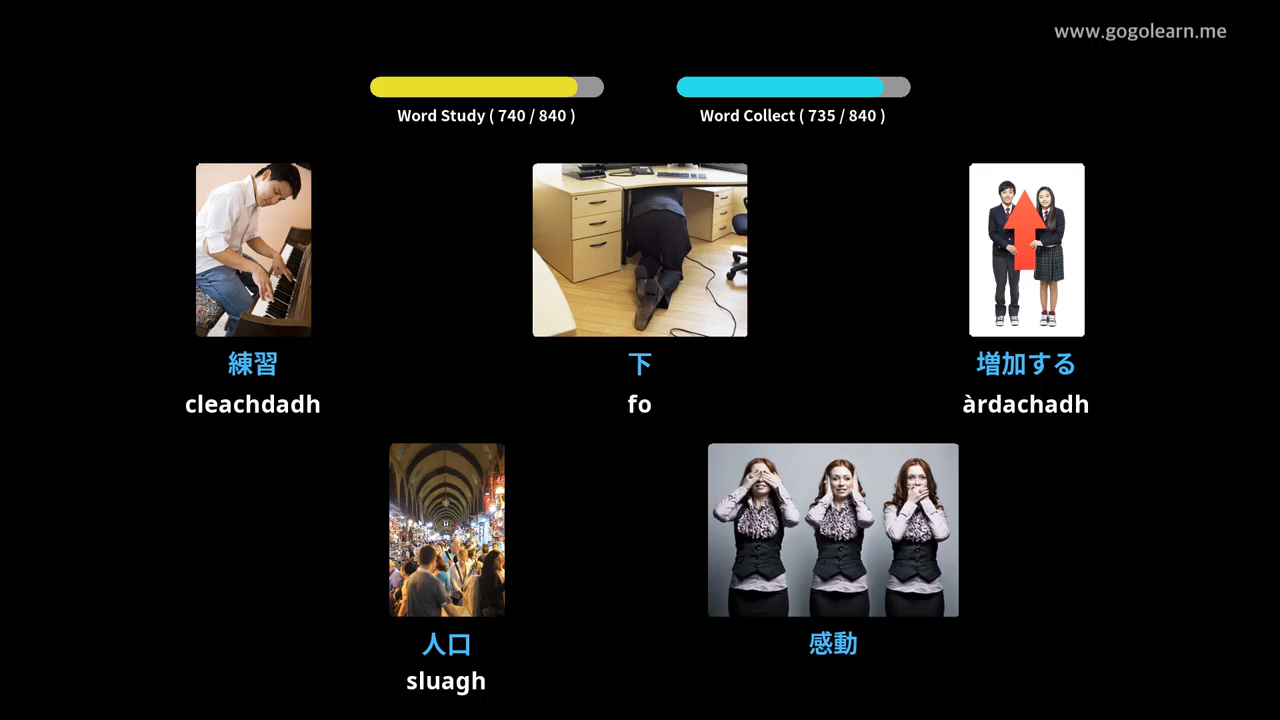 www.gogolearn.me
Word Study ( 740 / 840 )
Word Collect ( 735 / 840 )
練習
下
増加する
cleachdadh
fo
àrdachadh
人口
感動
sluagh